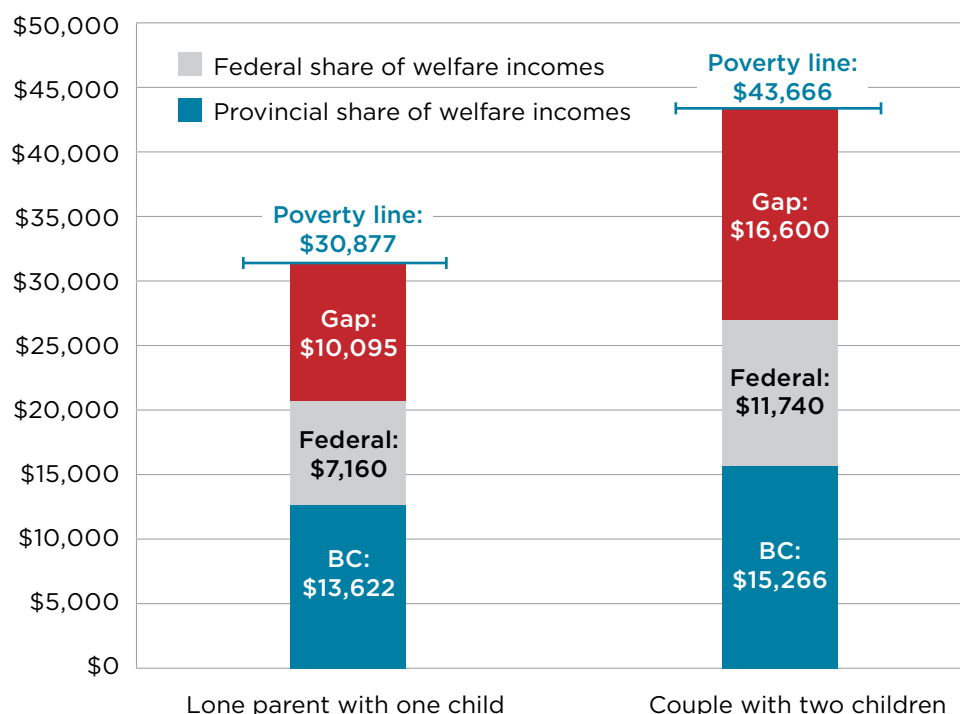 $50,000
$45,000
$40,000
$35,000
$30,000
$25,000
$20,000
$15,000
$10,000
$5,000
$0
Federal share of welfare incomes
Provincial share of welfare incomes
Poverty line:
$30,877
Gap:
$10,095
Federal:
$7,160
BC:
$13,622
Poverty line:
$43,666
Gap:
$16,600
Federal:
$11,740
BC:
$15,266
Lone parent with one child
Couple with two children